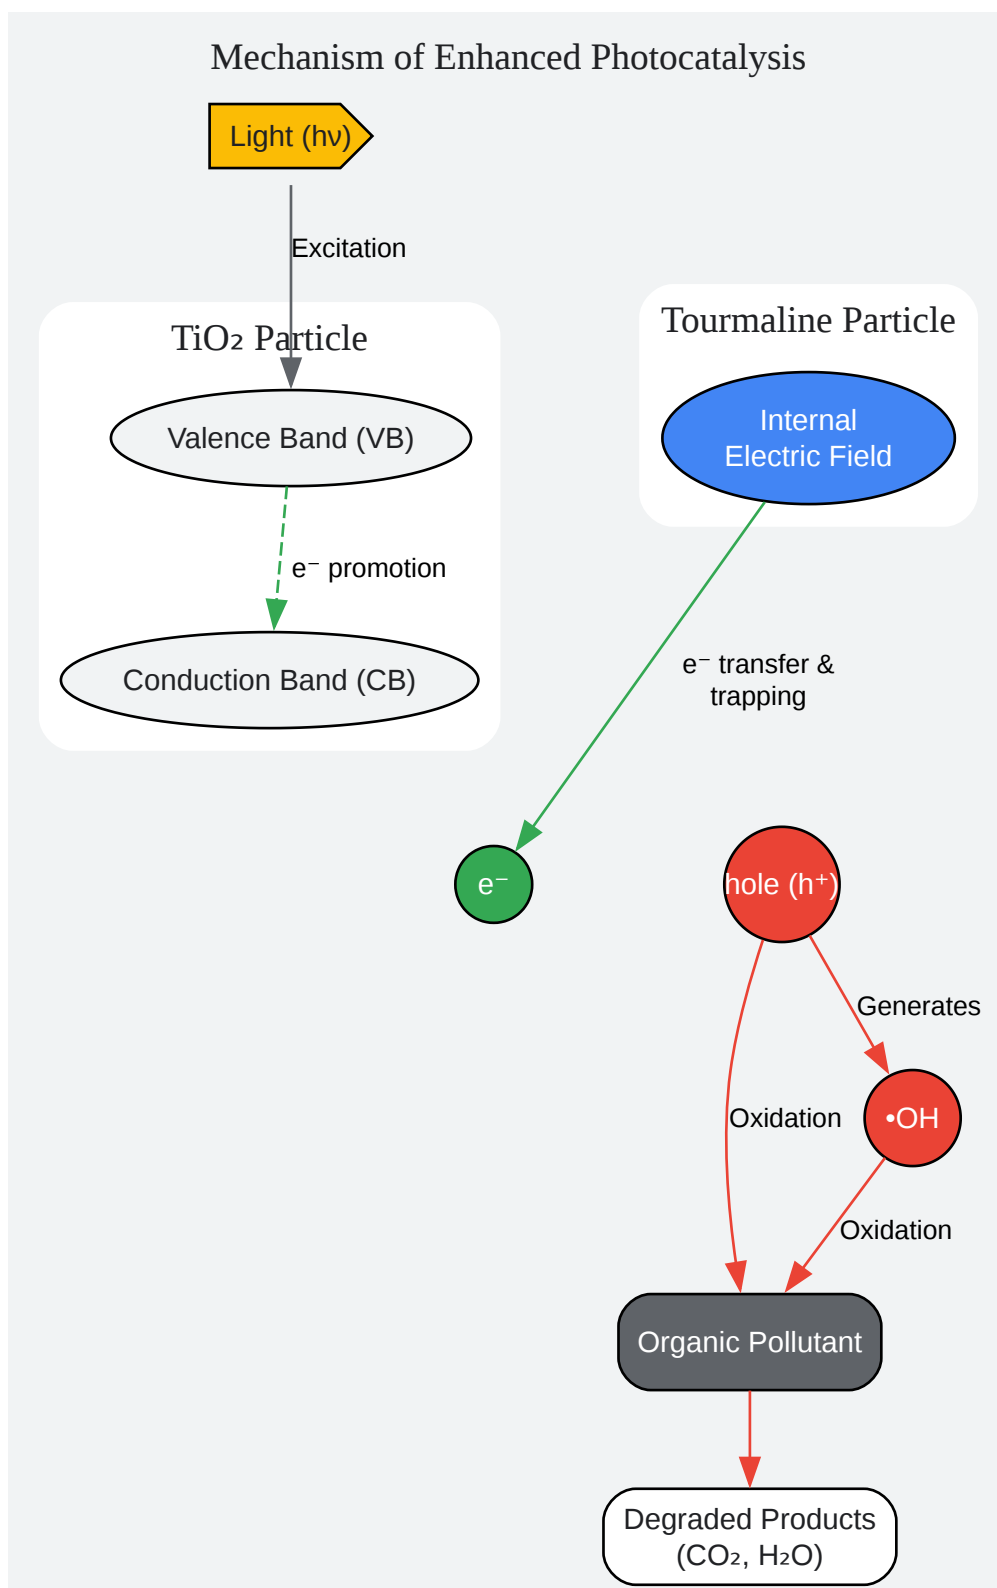 Mechanism of Enhanced Photocatalysis
Light (hν)
Excitation
TiO₂ Particle
Valence Band (VB)
e⁻ promotion
Conduction Band (CB)
Tourmaline Particle
Internal
Electric Field
e⁻ transfer &
trapping
e⁻
hole (h⁺)
Generates
•OH
Oxidation
Oxidation
Organic Pollutant
Degraded Products
(CO₂, H₂O)